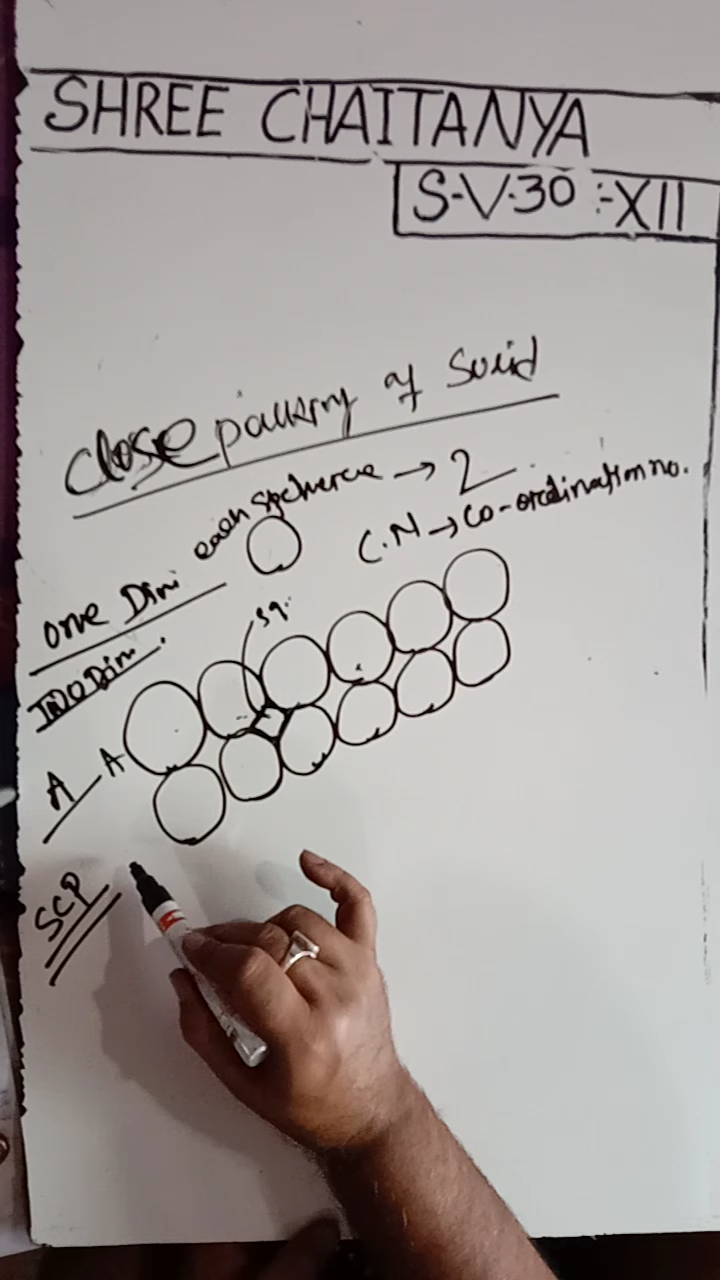 SHREE CHAITANYA
S-V-30 :-XII
Close packing of Solid
each spherere → 2
C.N → Co-ordination no.
One Dim
sq.
TWO Dim.
A A
SCP